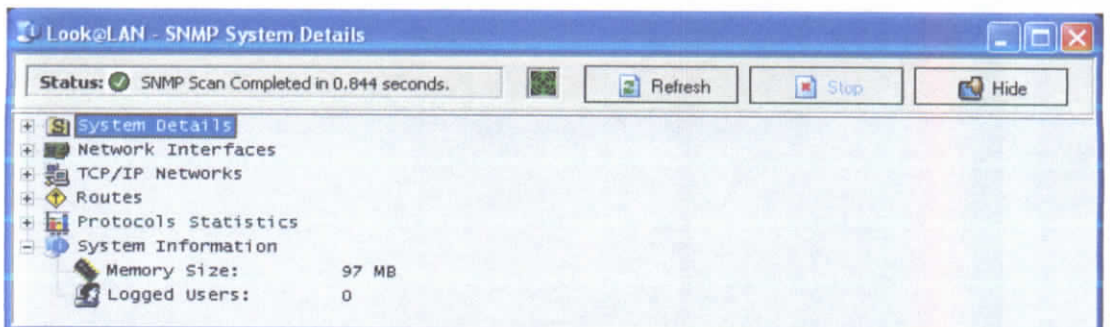 Look@LAN - SNMP System Details
Status: SNMP Scan Completed in 0.844 seconds.
Refresh
Stop
Hide
System Details
Network Interfaces
TCP/IP Networks
Routes
Protocols Statistics
System Information
Memory Size: 97 MB
Logged Users: 0